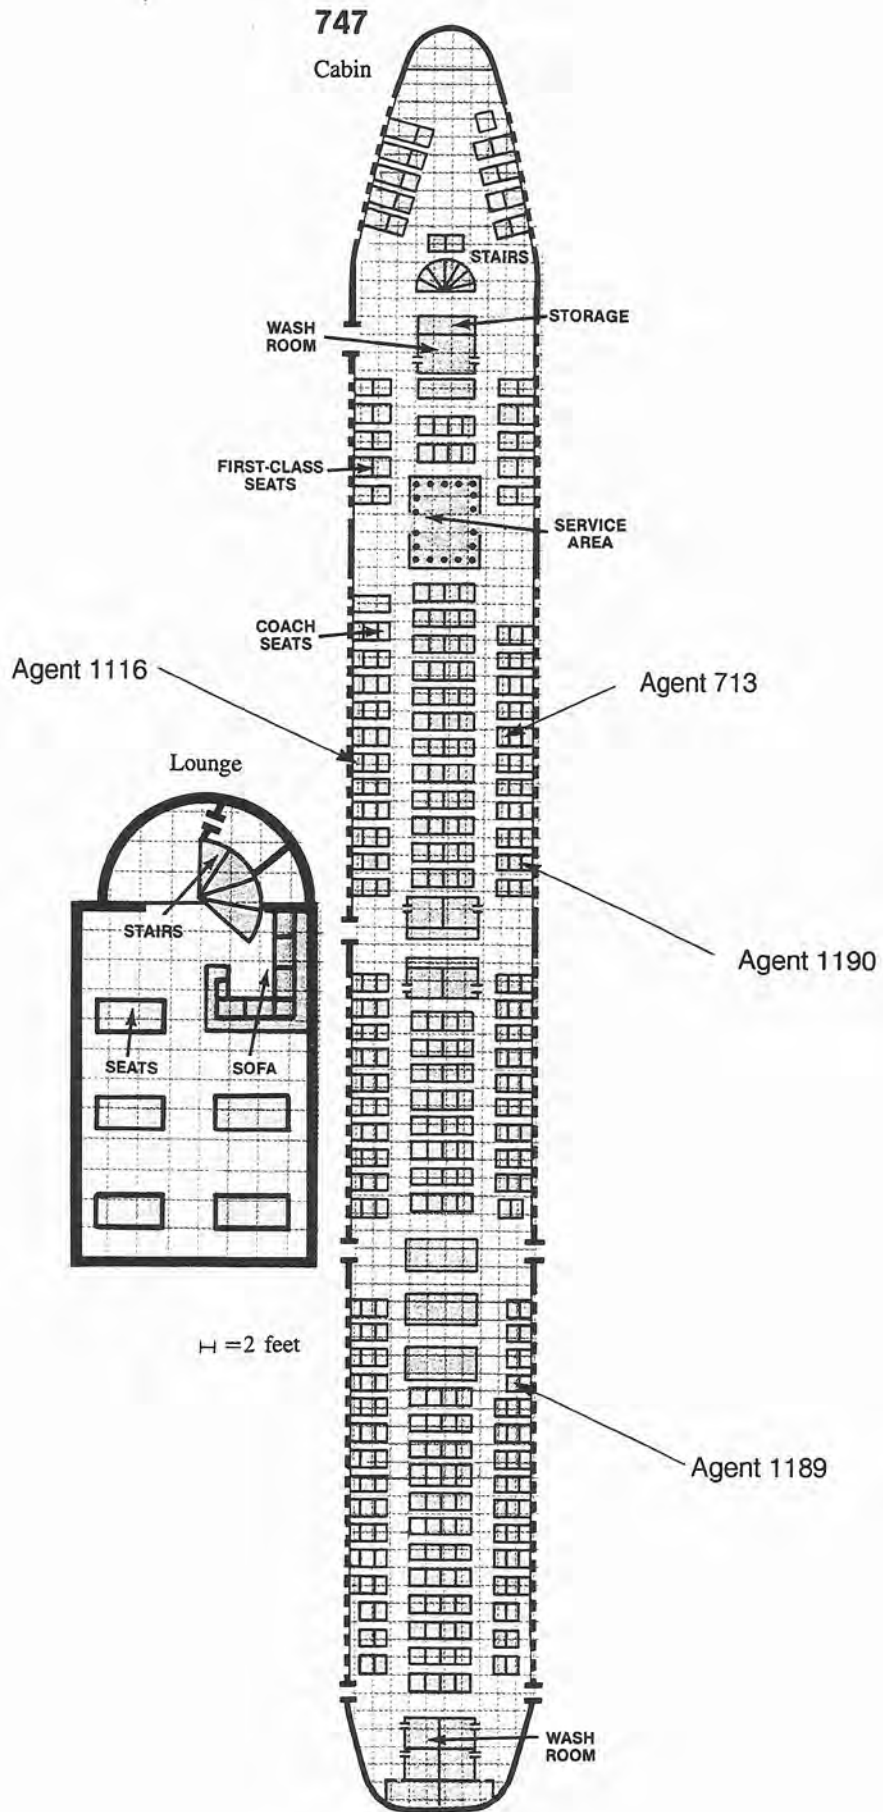 747
Cabin
STAIRS
STORAGE
WASH
ROOM
FIRST-CLASS
SEATS
SERVICE
AREA
COACH
SEATS
Agent 1116
Agent 713
Lounge
STAIRS
Agent 1190
SEATS
SOFA
=2 feet
Agent 1189
WASH
ROOM